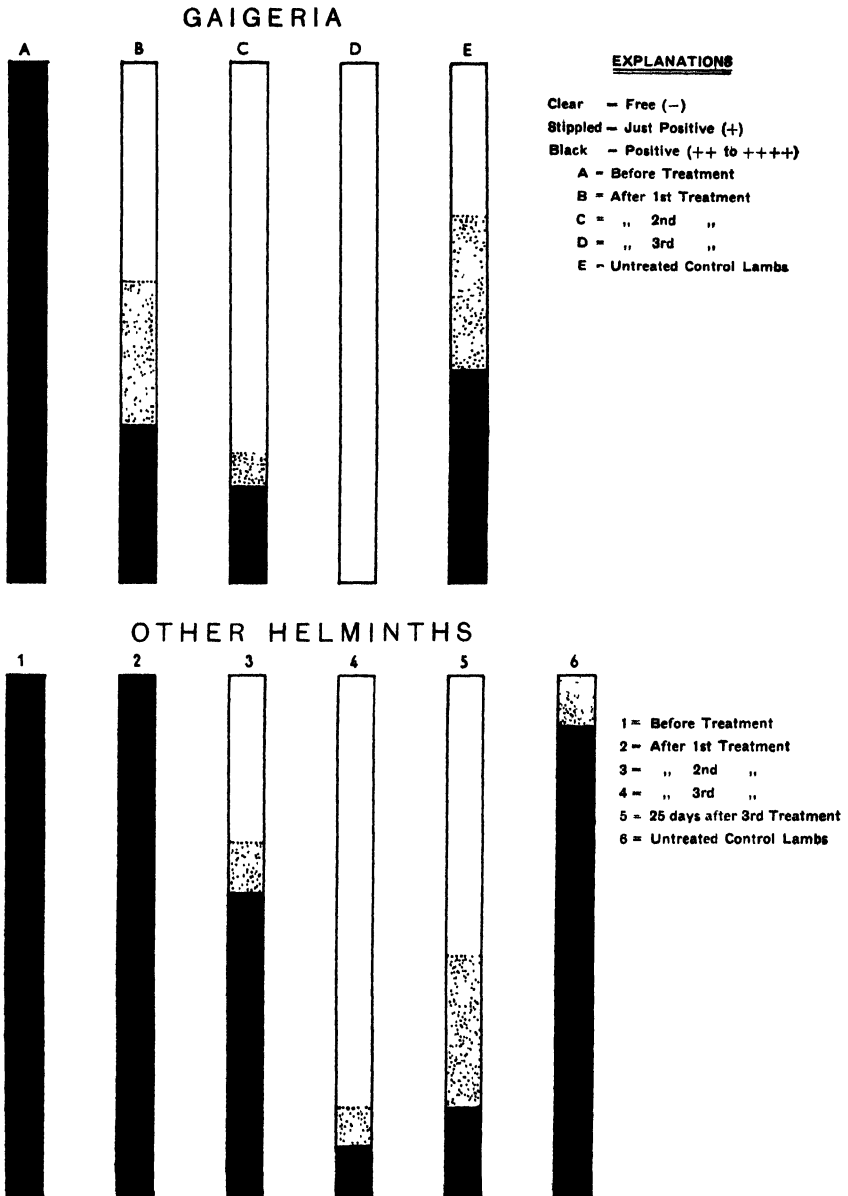 GAIGERIA
A B C D E
EXPLANATIONS
Clear – Free (–)
Stippled – Just Positive (+)
Black – Positive (++ to ++++)
A = Before Treatment
B = After 1st Treatment
C = ,, 2nd ,,
D = ,, 3rd ,,
E = Untreated Control Lambs
OTHER HELMINTHS
1 2 3 4 5 6
1 = Before Treatment
2 = After 1st Treatment
3 = ,, 2nd ,,
4 = ,, 3rd ,,
5 = 25 days after 3rd Treatment
6 = Untreated Control Lambs